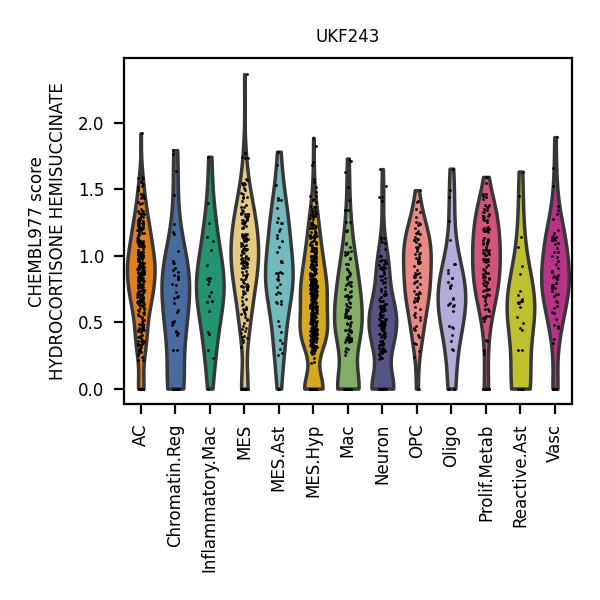 UKF243
CHEMBL977 score
HYDROCORTISONE HEMISUCCINATE
2.0
1.5
1.0
0.5
0.0
AC
Chromatin.Reg
Inflammatory.Mac
MES
MES.Ast
MES.Hyp
Mac
Neuron
OPC
Oligo
Prolif.Metab
Reactive.Ast
Vasc